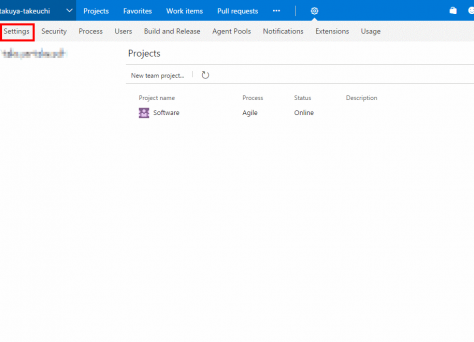 takuya-takeuchi Projects Favorites Work items Pull requests
Settings Security Process Users Build and Release Agent Pools Notifications Extensions Usage
Projects
New team project...
Project name Process Status Description
Software Agile Online